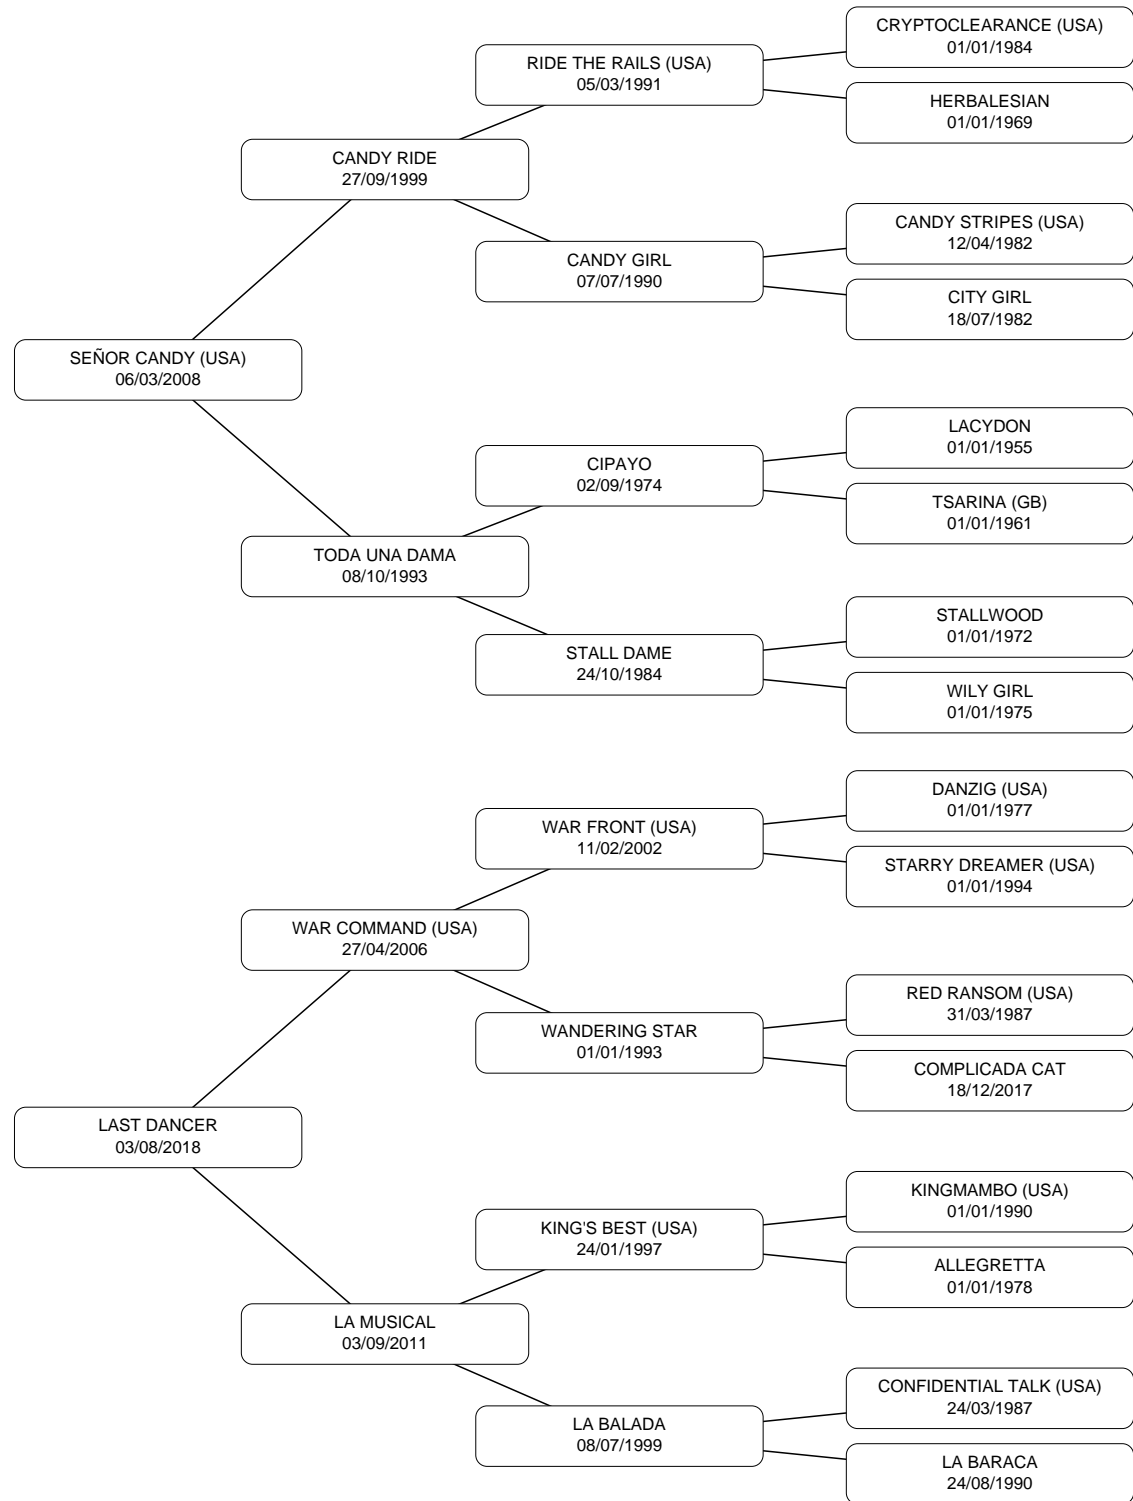 CRYPTOCLEARANCE (USA)
01/01/1984
RIDE THE RAILS (USA)
05/03/1991
HERBALESIAN
01/01/1969
CANDY RIDE
27/09/1999
CANDY STRIPES (USA)
12/04/1982
CANDY GIRL
07/07/1990
CITY GIRL
18/07/1982
SEÑOR CANDY (USA)
06/03/2008
LACYDON
01/01/1955
CIPAYO
02/09/1974
TSARINA (GB)
01/01/1961
TODA UNA DAMA
08/10/1993
STALLWOOD
01/01/1972
STALL DAME
24/10/1984
WILY GIRL
01/01/1975
DANZIG (USA)
01/01/1977
WAR FRONT (USA)
11/02/2002
STARRY DREAMER (USA)
01/01/1994
WAR COMMAND (USA)
27/04/2006
RED RANSOM (USA)
31/03/1987
WANDERING STAR
01/01/1993
COMPLICADA CAT
18/12/2017
LAST DANCER
03/08/2018
KINGMAMBO (USA)
01/01/1990
KING'S BEST (USA)
24/01/1997
ALLEGRETTA
01/01/1978
LA MUSICAL
03/09/2011
CONFIDENTIAL TALK (USA)
24/03/1987
LA BALADA
08/07/1999
LA BARACA
24/08/1990